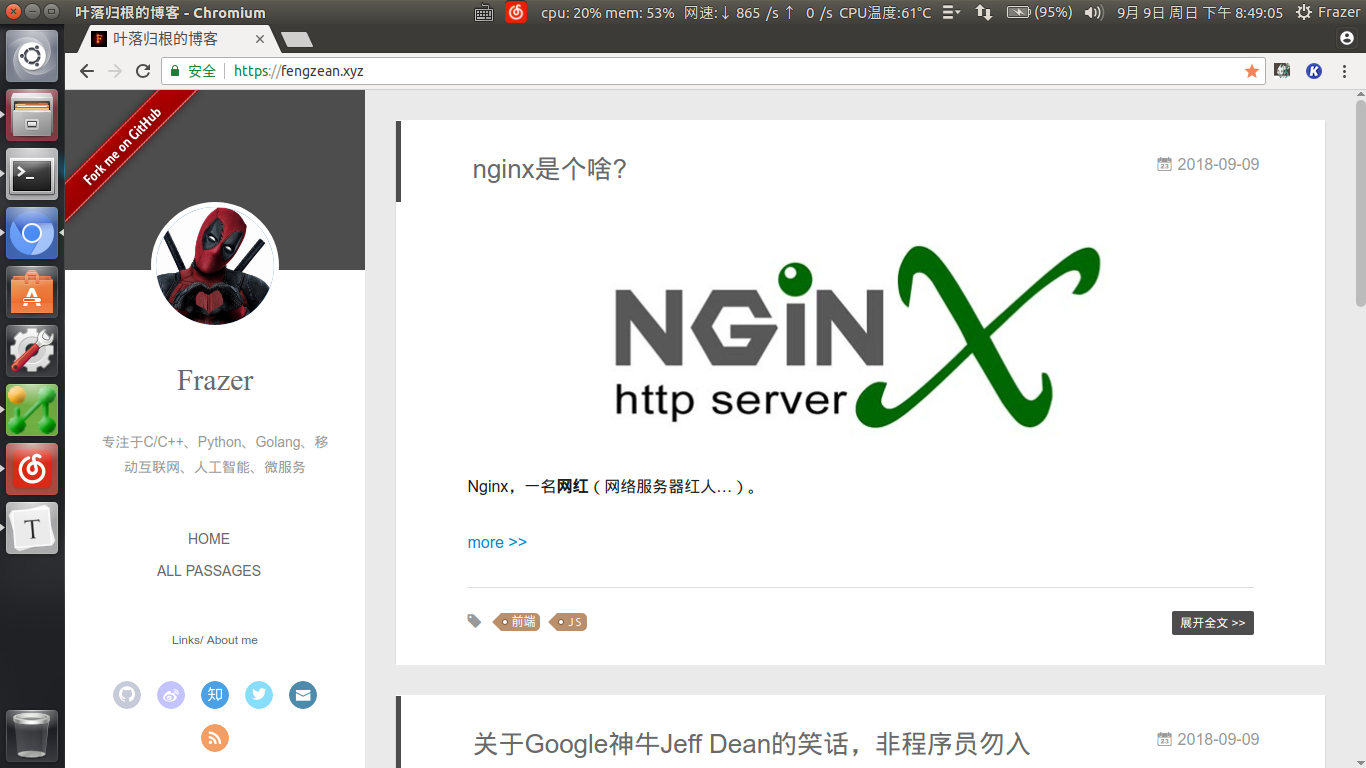 叶落归根的博客 - Chromium
cpu: 20% mem: 53% 网速:↓ 865 /s ↑ 0 /s CPU温度:61℃
(95%)
9月 9日 周日 下午 8:49:05
Frazer
叶落归根的博客
安全
https://fengzean.xyz
Fork me on GitHub
Frazer
专注于C/C++、Python、Golang、移
动互联网、人工智能、微服务
HOME
ALL PASSAGES
Links/ About me
知
nginx是个啥?
2018-09-09
NGiNX
http server
Nginx，一名网红（网络服务器红人…）。
more >>
前端
JS
展开全文 >>
关于Google神牛Jeff Dean的笑话，非程序员勿入
2018-09-09